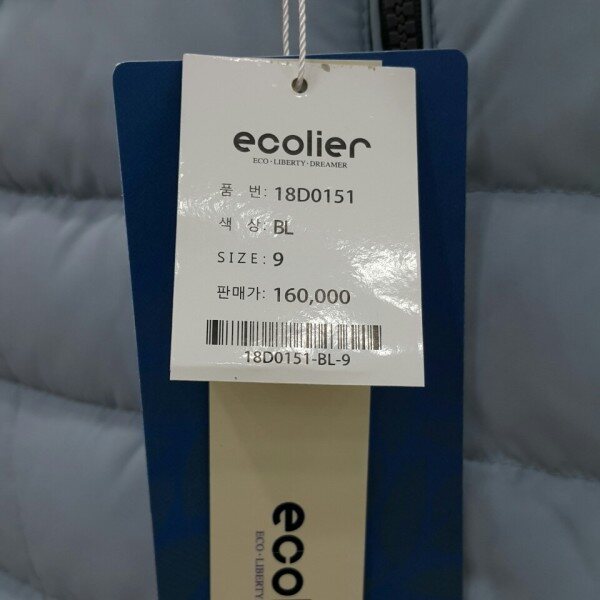 ecolier
ECO · LIBERTY · DREAMER
품 번: 18D0151
색 상: BL
SIZE: 9
판매가: 160,000
18D0151-BL-9
ecol
ECO · LIBERTY ·